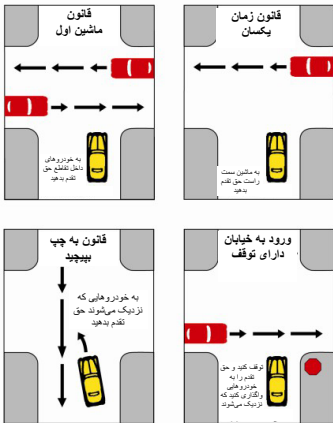 قانون
ماشین اول
به خودروهای
داخل تقاطع حق
تقدم بدهید
قانون زمان
یکسان
به ماشین سمت
راست حق تقدم
بدهید
قانون به چپ
بپیچید
به خودروهایی که
نزدیک می‌شوند حق
تقدم بدهید
ورود به خیابان
دارای توقف
توقف کنید و حق
تقدم را به
خودروهایی
واگذاری کنید که
نزدیک می‌شوند